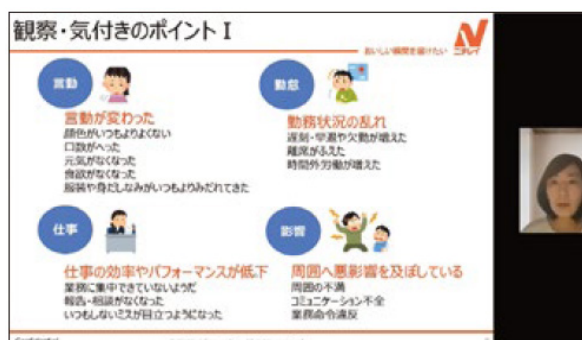 観察・気付きのポイント I
おいしい瞬間を届けたい
ニチレイ
言動
言動が変わった
顔色がいつもよりよくない
口数がへった
元気がなくなった
食欲がなくなった
服装や身だしなみがいつもよりみだれてきた
勤怠
勤務状況の乱れ
遅刻・早退や欠勤が増えた
離席がふえた
時間外労働が増えた
仕事
仕事の効率やパフォーマンスが低下
業務に集中できていないようだ
報告・相談がなくなった
いつもしないミスが目立つようになった
影響
周囲へ悪影響を及ぼしている
周囲の不満
コミュニケーション不全
業務命令違反